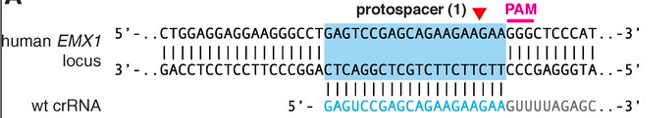 protospacer (1) PAM
human EMX1 locus
5'-..CTGGAGGAGGAAGGGCCTGAGTCCGAGCAGAAGAAGAAGGGCTCCCAT..-3'
3'-..GACCTCCTCCTTCCCGGACTCAGGCTCGTCTTCTTCTTCCCGAGGGTA..-5'
wt crRNA 5'- GAGUCCGAGCAGAAGAAGAAGUUUUAGAGC..-3'